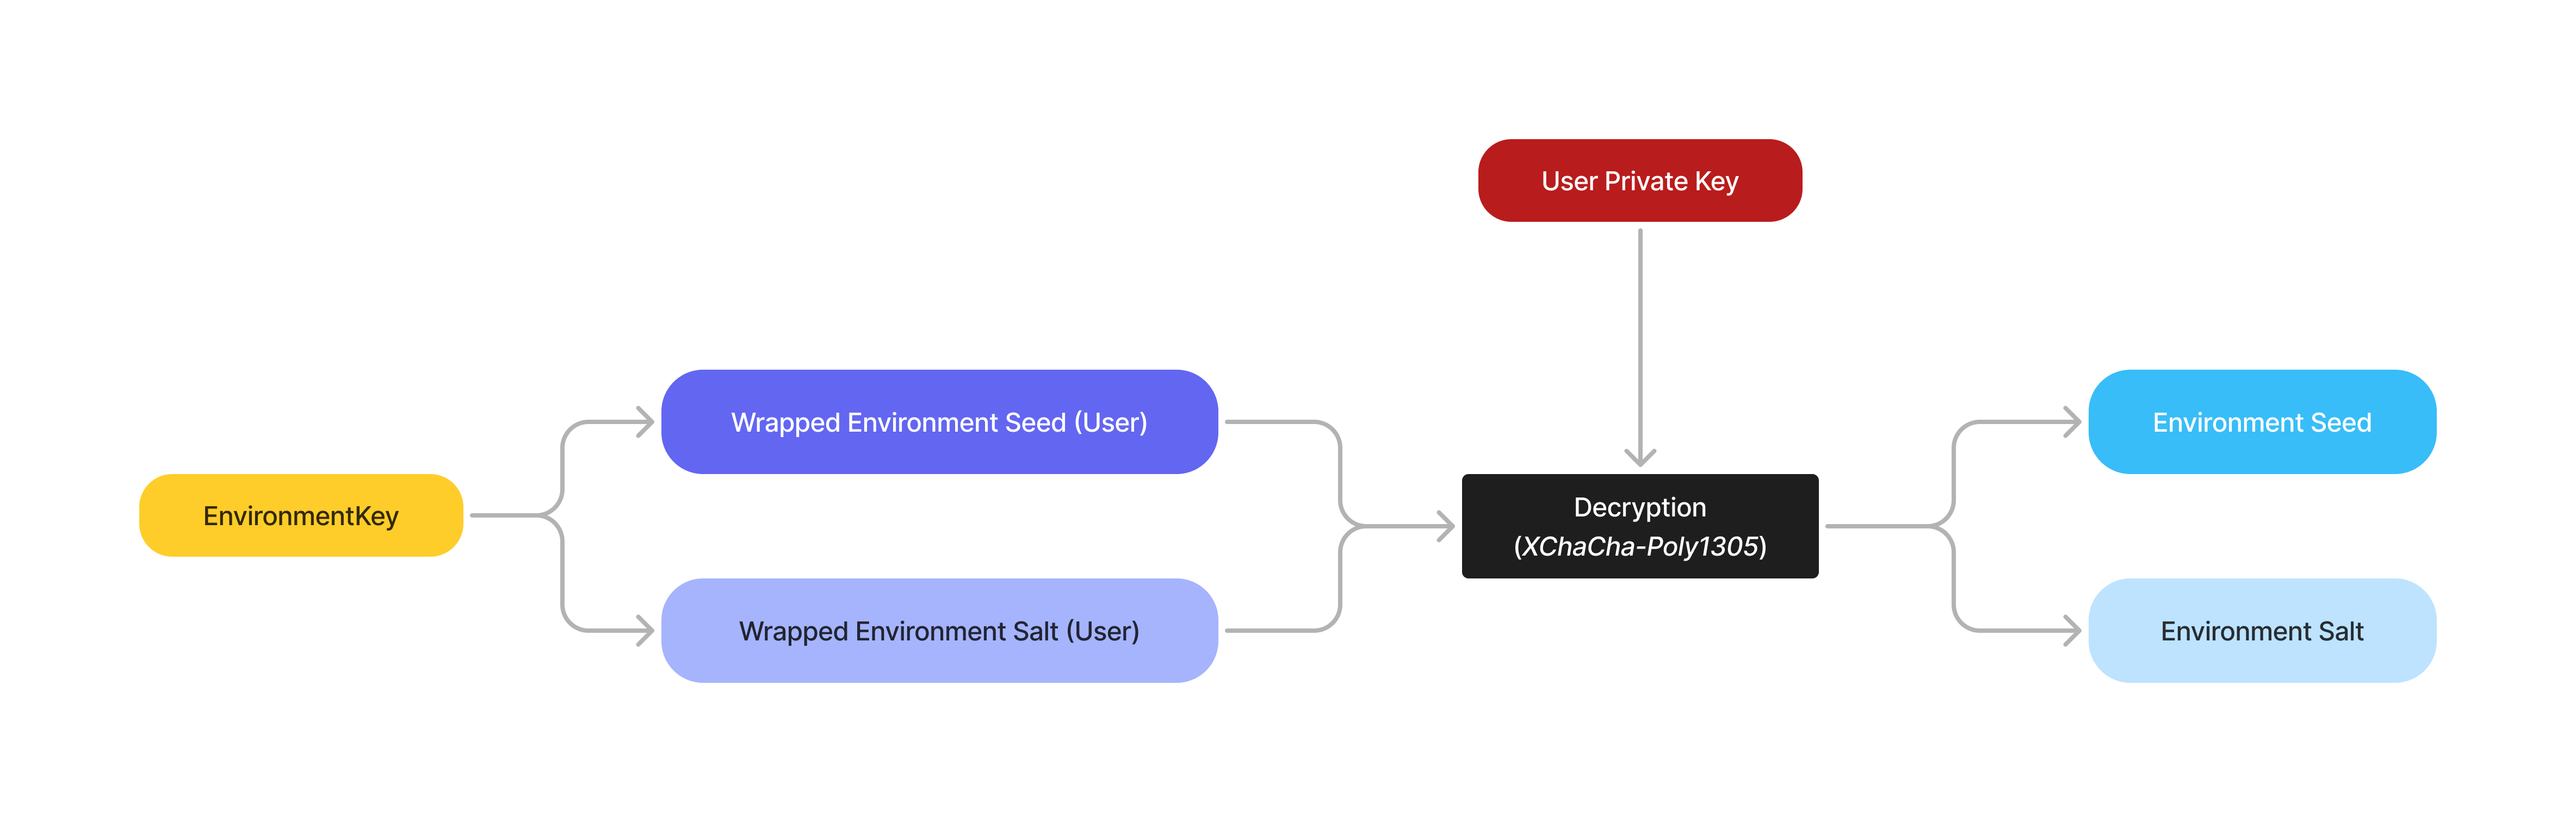 User Private Key
Wrapped Environment Seed (User)
Environment Seed
EnvironmentKey
Decryption
(XChaCha-Poly1305)
Wrapped Environment Salt (User)
Environment Salt